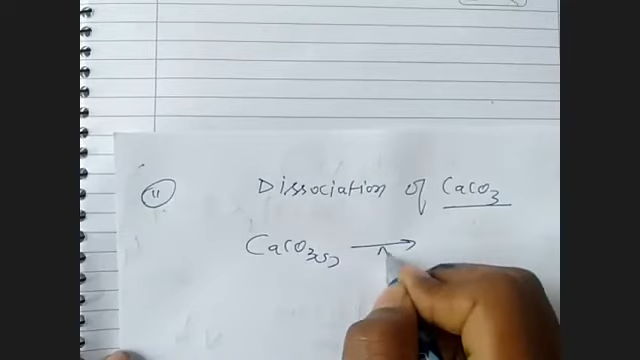 11 Dissociation of CaCO3
CaCO3(s) →